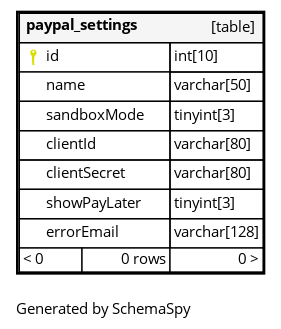 paypal_settings [table]
id int[10]
name varchar[50]
sandboxMode tinyint[3]
clientId varchar[80]
clientSecret varchar[80]
showPayLater tinyint[3]
errorEmail varchar[128]
< 0 0 rows 0 >
Generated by SchemaSpy